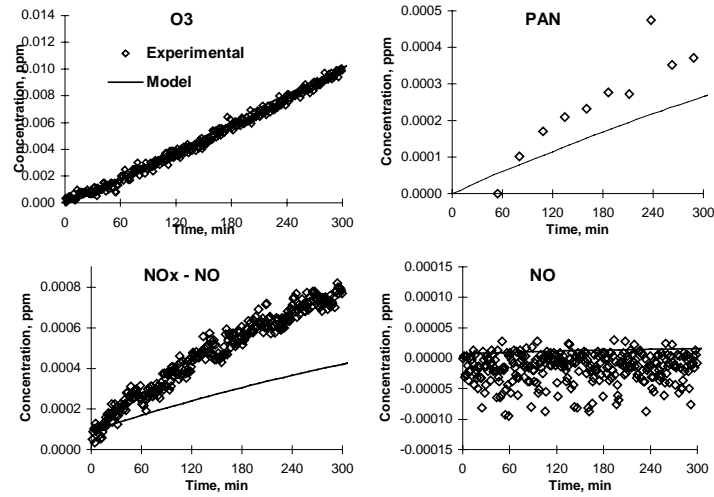 O3
Concentration, ppm
0.014
0.012
0.010
0.008
0.006
0.004
0.002
0.000
Experimental
Model
0 60 120 180 240 300
Time, min
PAN
Concentration, ppm
0.0005
0.0004
0.0003
0.0002
0.0001
0.0000
0 60 120 180 240 300
Time, min
NOx - NO
Concentration, ppm
0.0008
0.0006
0.0004
0.0002
0.0000
0 60 120 180 240 300
Time, min
NO
Concentration, ppm
0.00015
0.00010
0.00005
0.00000
-0.00005
-0.00010
-0.00015
0 60 120 180 240 300
Time, min